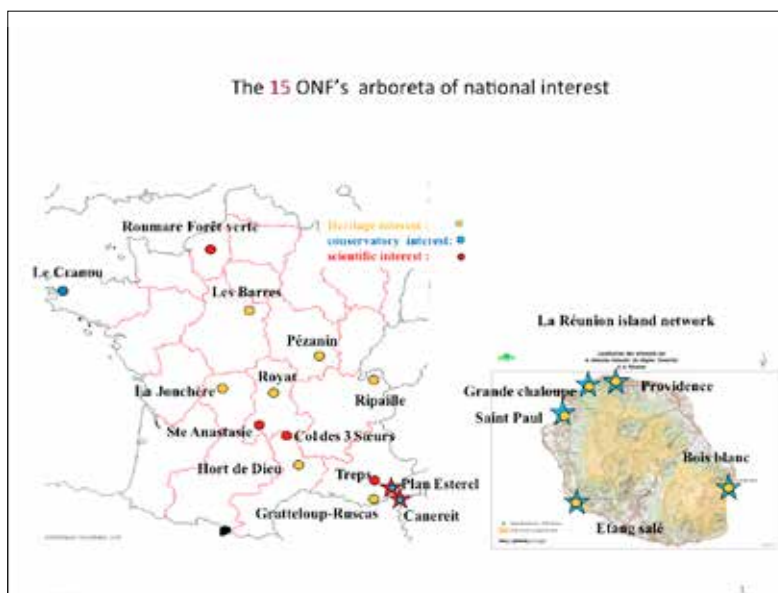 The 15 ONF's arboreta of national interest
Roumare Forêt verte
Heritage interest :
conservatory interest:
scientific interest :
Le Cranou
Les Barres
Pézanin
La Jonchère
Royat
Ripaille
Ste Anastasie
Col des 3 Sœurs
Hort de Dieu
Treps
Plan Esterel
Gratteloup-Ruscas
Canereit
La Réunion island network
Grande chaloupe
Providence
Saint Paul
Bois blanc
Etang salé
1